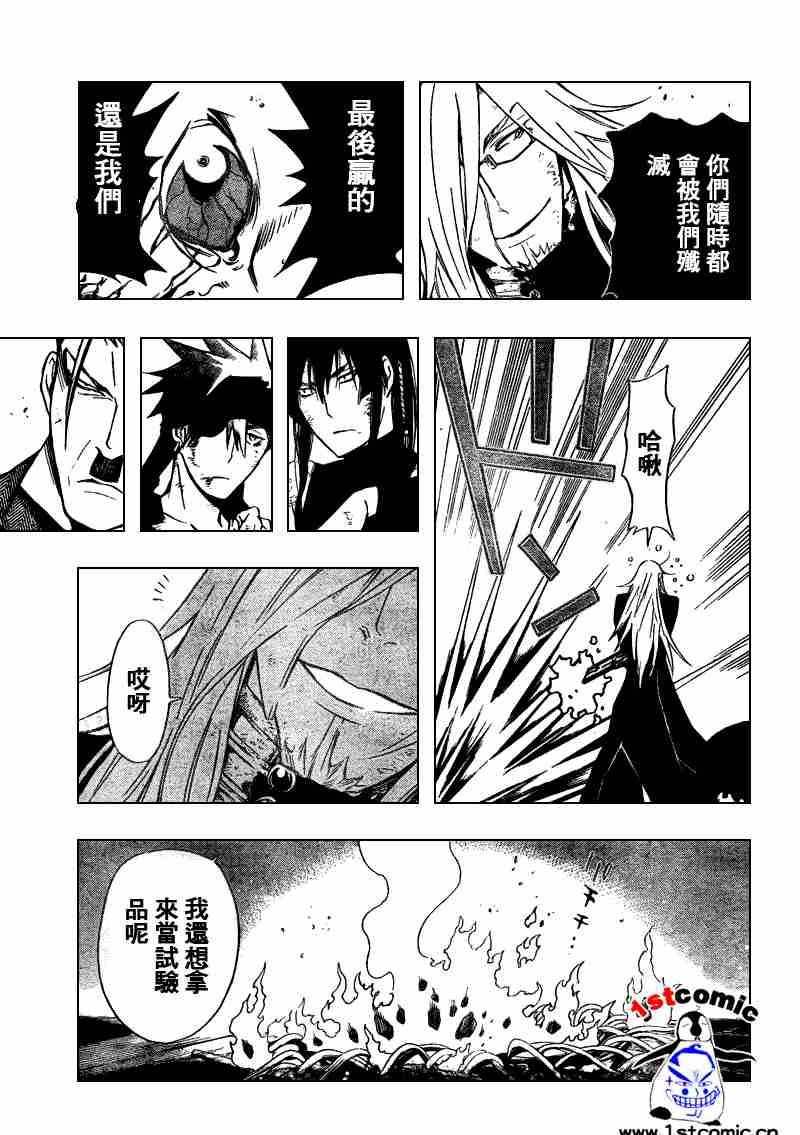 你們隨時都
會被我們殲
滅
最後贏的
還是我們
哈啾
哎呀
我還想拿
來當試驗
品呢
1stcomic
www.1stcomic.cn